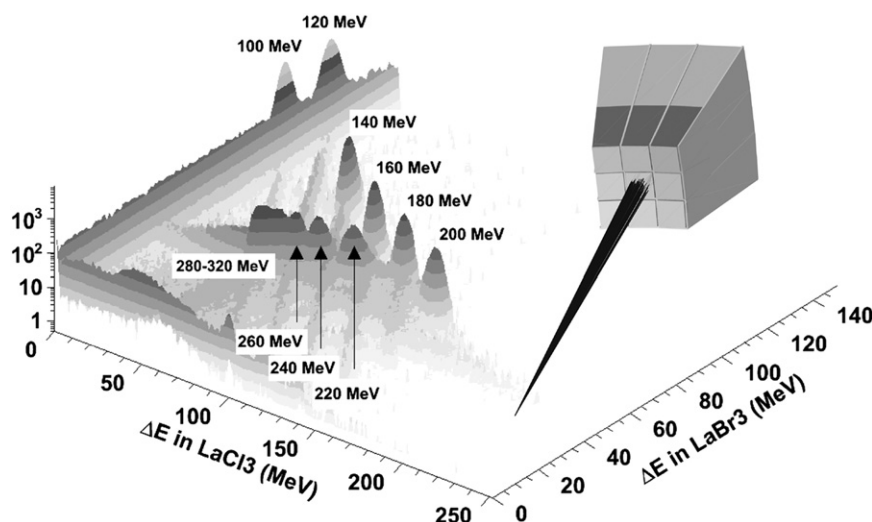 120 MeV
100 MeV
140 MeV
160 MeV
180 MeV
200 MeV
10³
10²
10
1
280-320 MeV
260 MeV
240 MeV
220 MeV
0
50
100
150
200
250
ΔE in LaCl3 (MeV)
0
20
40
60
80
100
120
140
ΔE in LaBr3 (MeV)